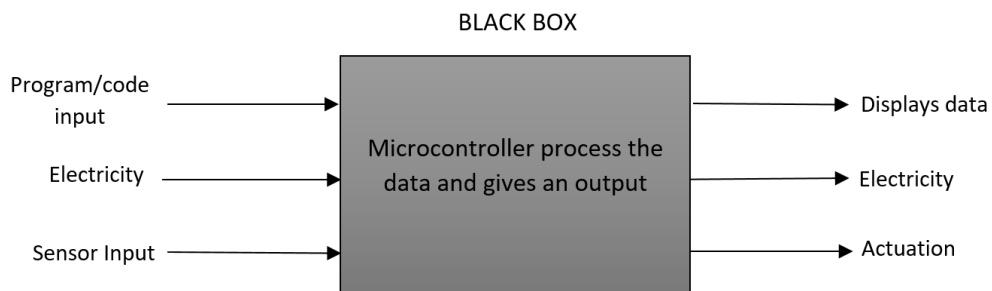 BLACK BOX
Program/code
input
Electricity
Sensor Input
Microcontroller process the
data and gives an output
Displays data
Electricity
Actuation